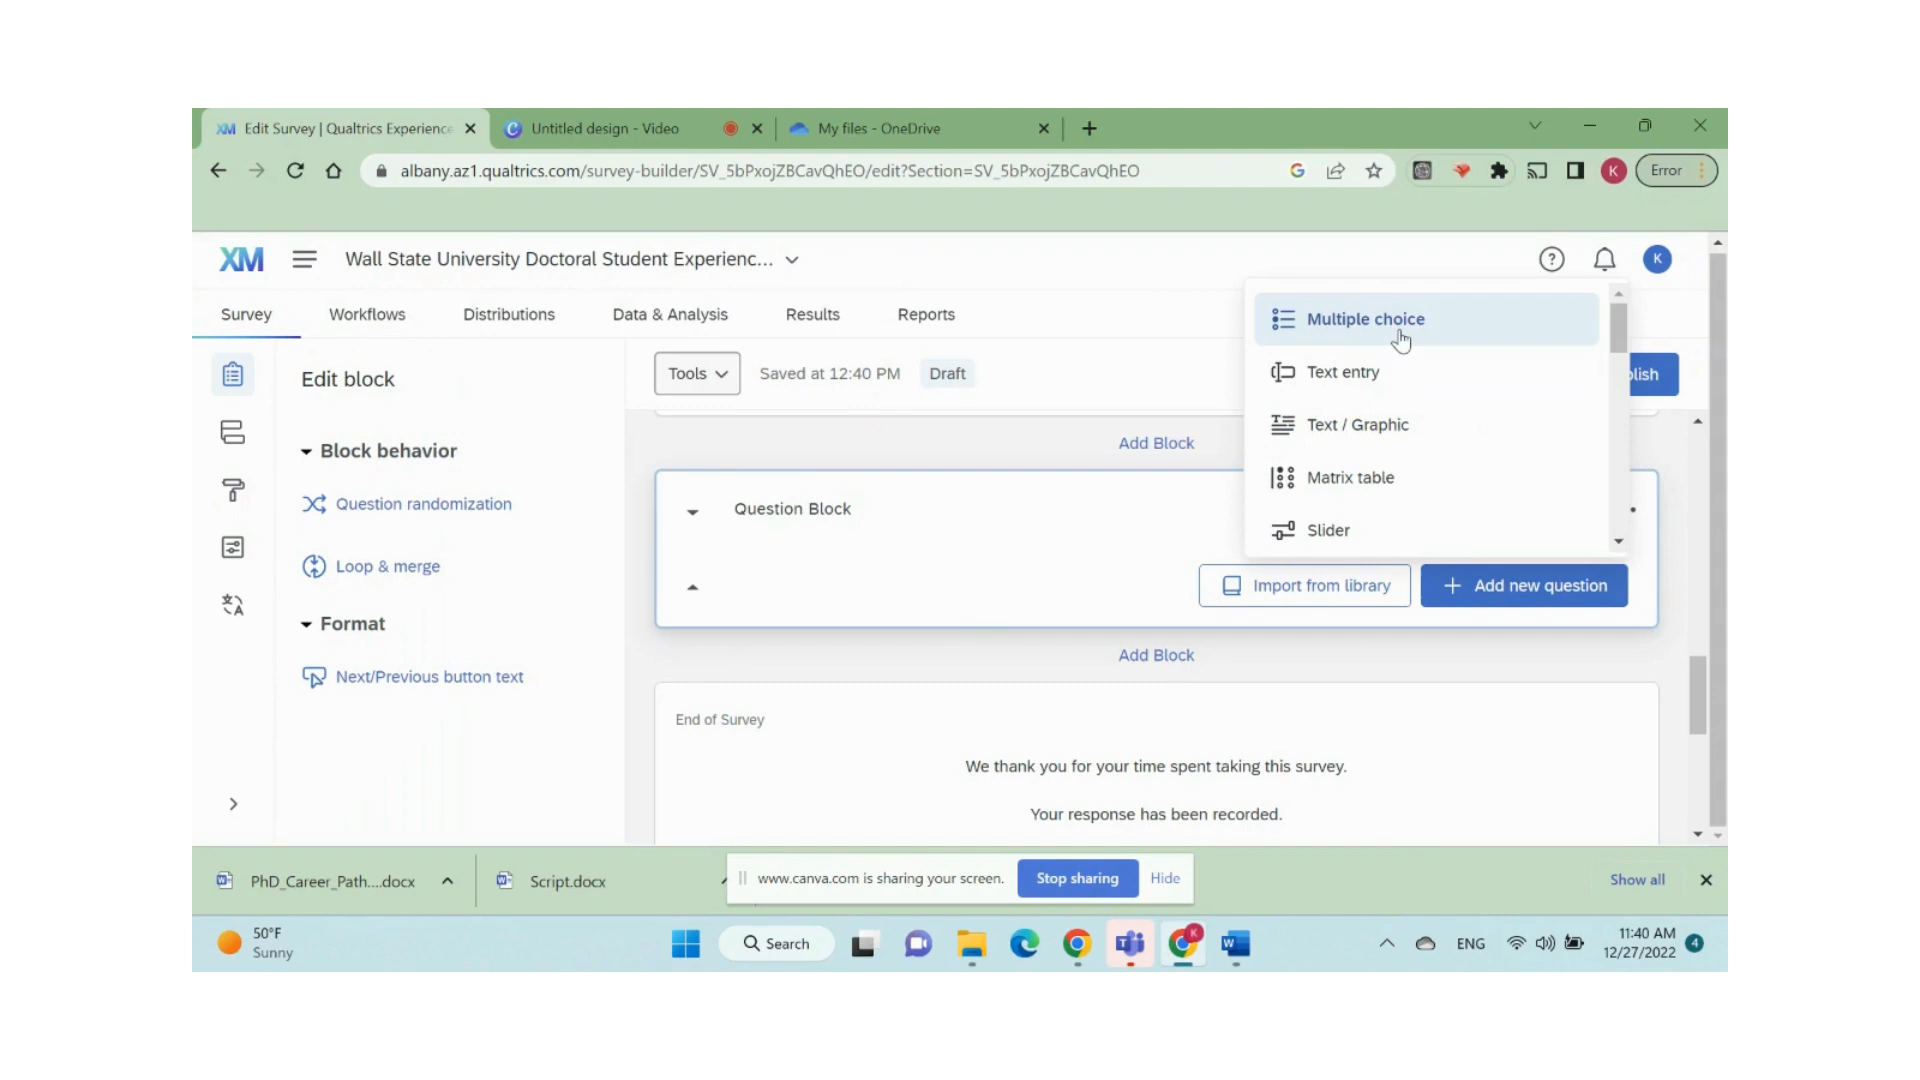 XM Edit Survey | Qualtrics Experience
Untitled design - Video
My files - OneDrive
albany.az1.qualtrics.com/survey-builder/SV_5bPxojZBCavQhEO/edit?Section=SV_5bPxojZBCavQhEO
K
Error
XM
Wall State University Doctoral Student Experienc...
?
K
Survey
Workflows
Distributions
Data & Analysis
Results
Reports
Multiple choice
Text entry
Text / Graphic
Matrix table
Slider
Edit block
Tools
Saved at 12:40 PM
Draft
lish
Block behavior
Question randomization
Loop & merge
Format
Next/Previous button text
Add Block
Question Block
Import from library
Add new question
Add Block
End of Survey
We thank you for your time spent taking this survey.
Your response has been recorded.
PhD_Career_Path....docx
Script.docx
www.canva.com is sharing your screen.
Stop sharing
Hide
Show all
50°F
Sunny
Search
K
ENG
11:40 AM
12/27/2022
4